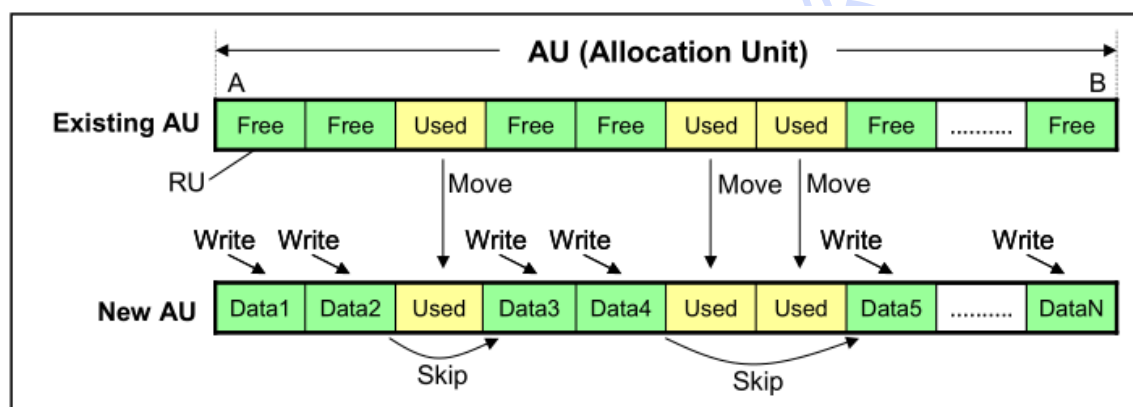 AU (Allocation Unit)
A B
Existing AU Free Free Used Free Free Used Used Free .......... Free
RU
Move Move Move
Write Write Write Write Write Write
New AU Data1 Data2 Used Data3 Data4 Used Used Data5 .......... DataN
Skip Skip